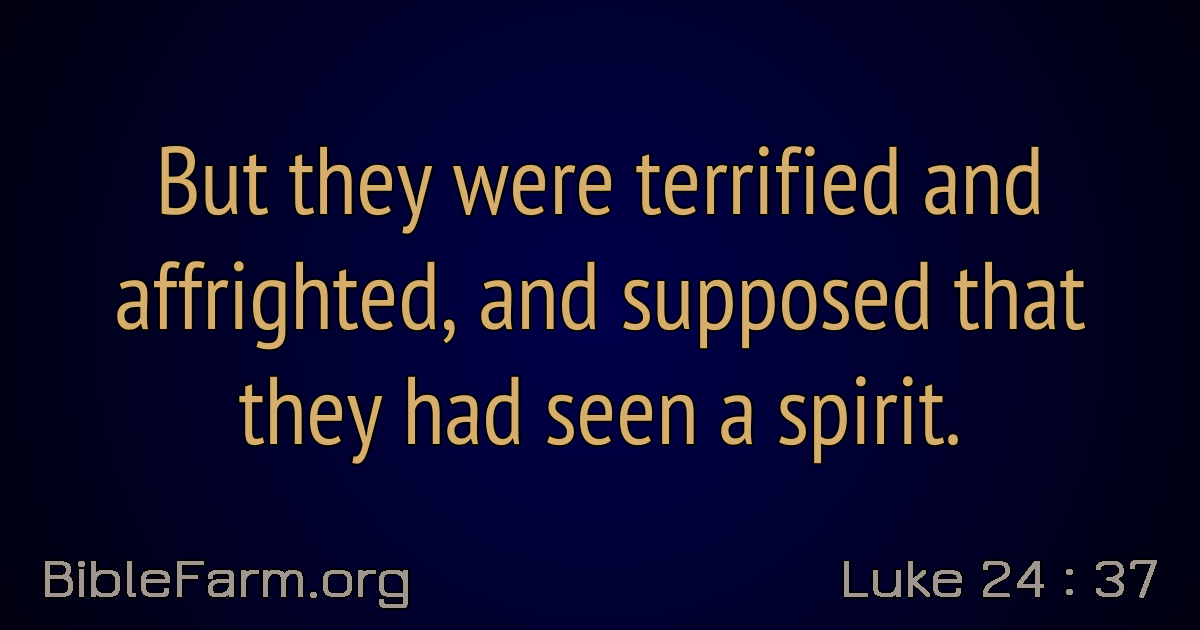 But they were terrified and
affrighted, and supposed that
they had seen a spirit.
BibleFarm.org
Luke 24 : 37